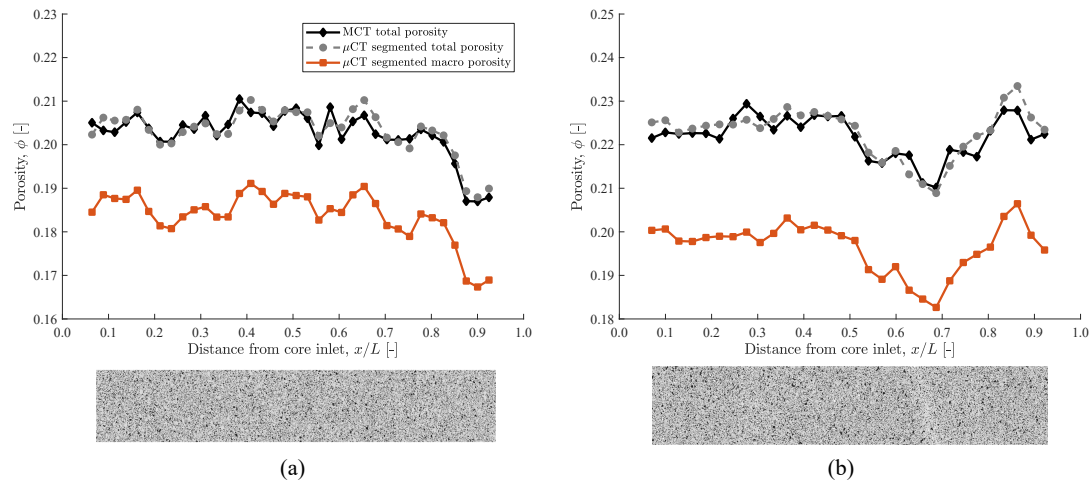 0.23
0.22
0.21
0.20
0.19
0.18
0.17
0.16
Porosity, ϕ [-]
MCT total porosity
μCT segmented total porosity
μCT segmented macro porosity
0.0 0.1 0.2 0.3 0.4 0.5 0.6 0.7 0.8 0.9 1.0
Distance from core inlet, x/L [-]
(a)
0.25
0.24
0.23
0.22
0.21
0.20
0.19
0.18
Porosity, ϕ [-]
0.0 0.1 0.2 0.3 0.4 0.5 0.6 0.7 0.8 0.9 1.0
Distance from core inlet, x/L [-]
(b)